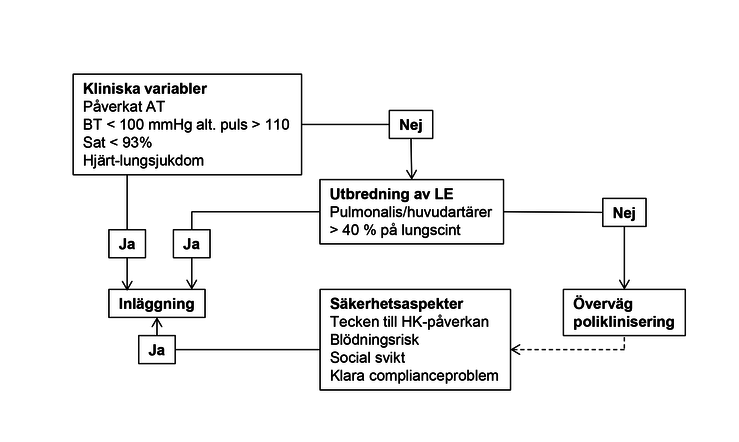 Kliniska variabler
Påverkat AT
BT < 100 mmHg alt. puls > 110
Sat < 93%
Hjärt-lungsjukdom
Nej
Utbredning av LE
Pulmonalis/huvudartärer
> 40 % på lungscint
Nej
Ja
Ja
Inläggning
Säkerhetsaspekter
Tecken till HK-påverkan
Blödningsrisk
Social svikt
Klara complianceproblem
Överväg
poliklinisering
Ja